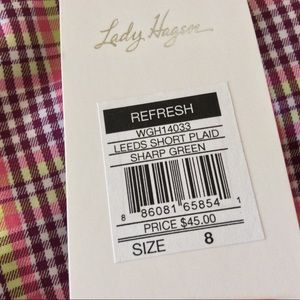 Lady Hagen
REFRESH
WGH14033
LEEDS SHORT PLAID
SHARP GREEN
8 86081 65854 1
PRICE $45.00
SIZE 8